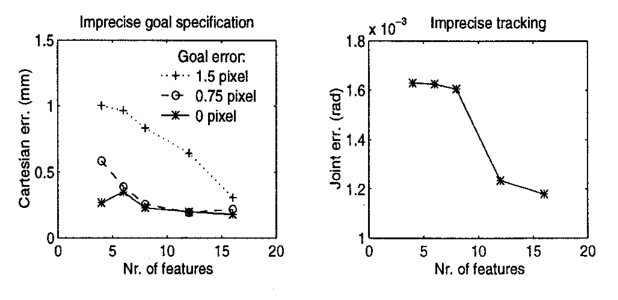 Imprecise goal specification
1.5
1
0.5
0
Cartesian err. (mm)
Goal error:
1.5 pixel
0.75 pixel
0 pixel
0 5 10 15 20
Nr. of features
Imprecise tracking
x 10⁻³
1.8
1.6
1.4
1.2
1
Joint err. (rad)
0 5 10 15 20
Nr. of features